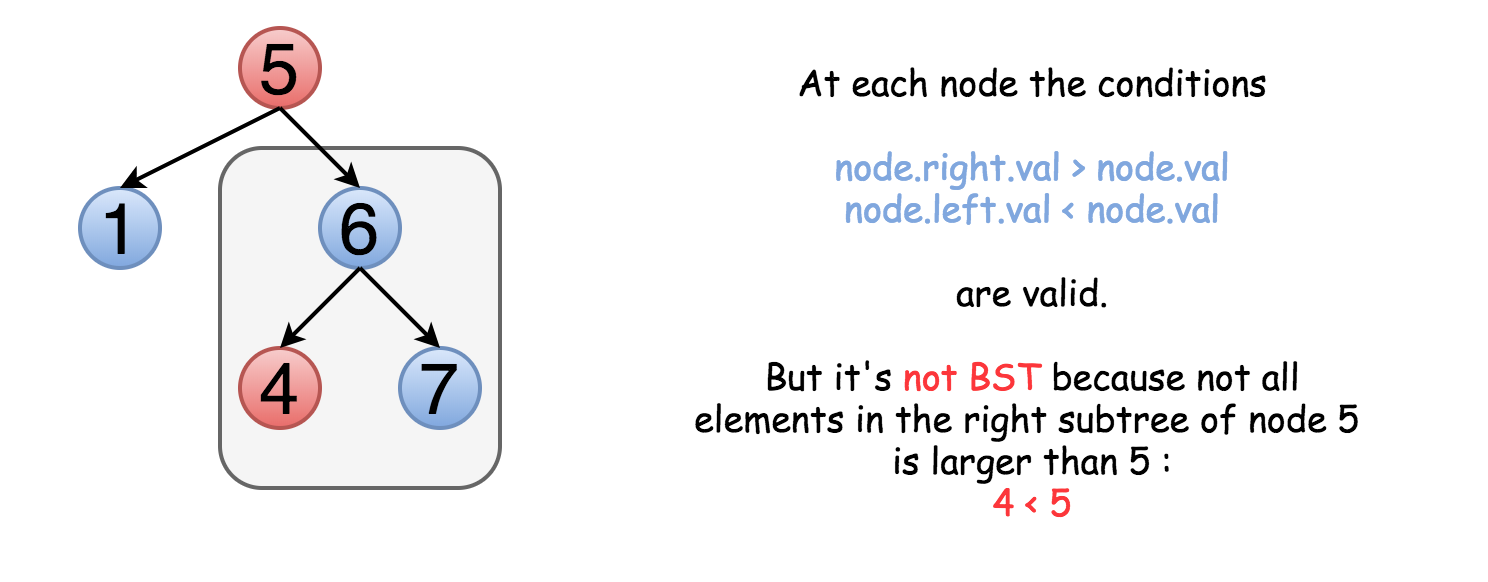 5
1
6
4
7
At each node the conditions
node.right.val > node.val
node.left.val < node.val
are valid.
But it's not BST because not all
elements in the right subtree of node 5
is larger than 5 :
4 < 5